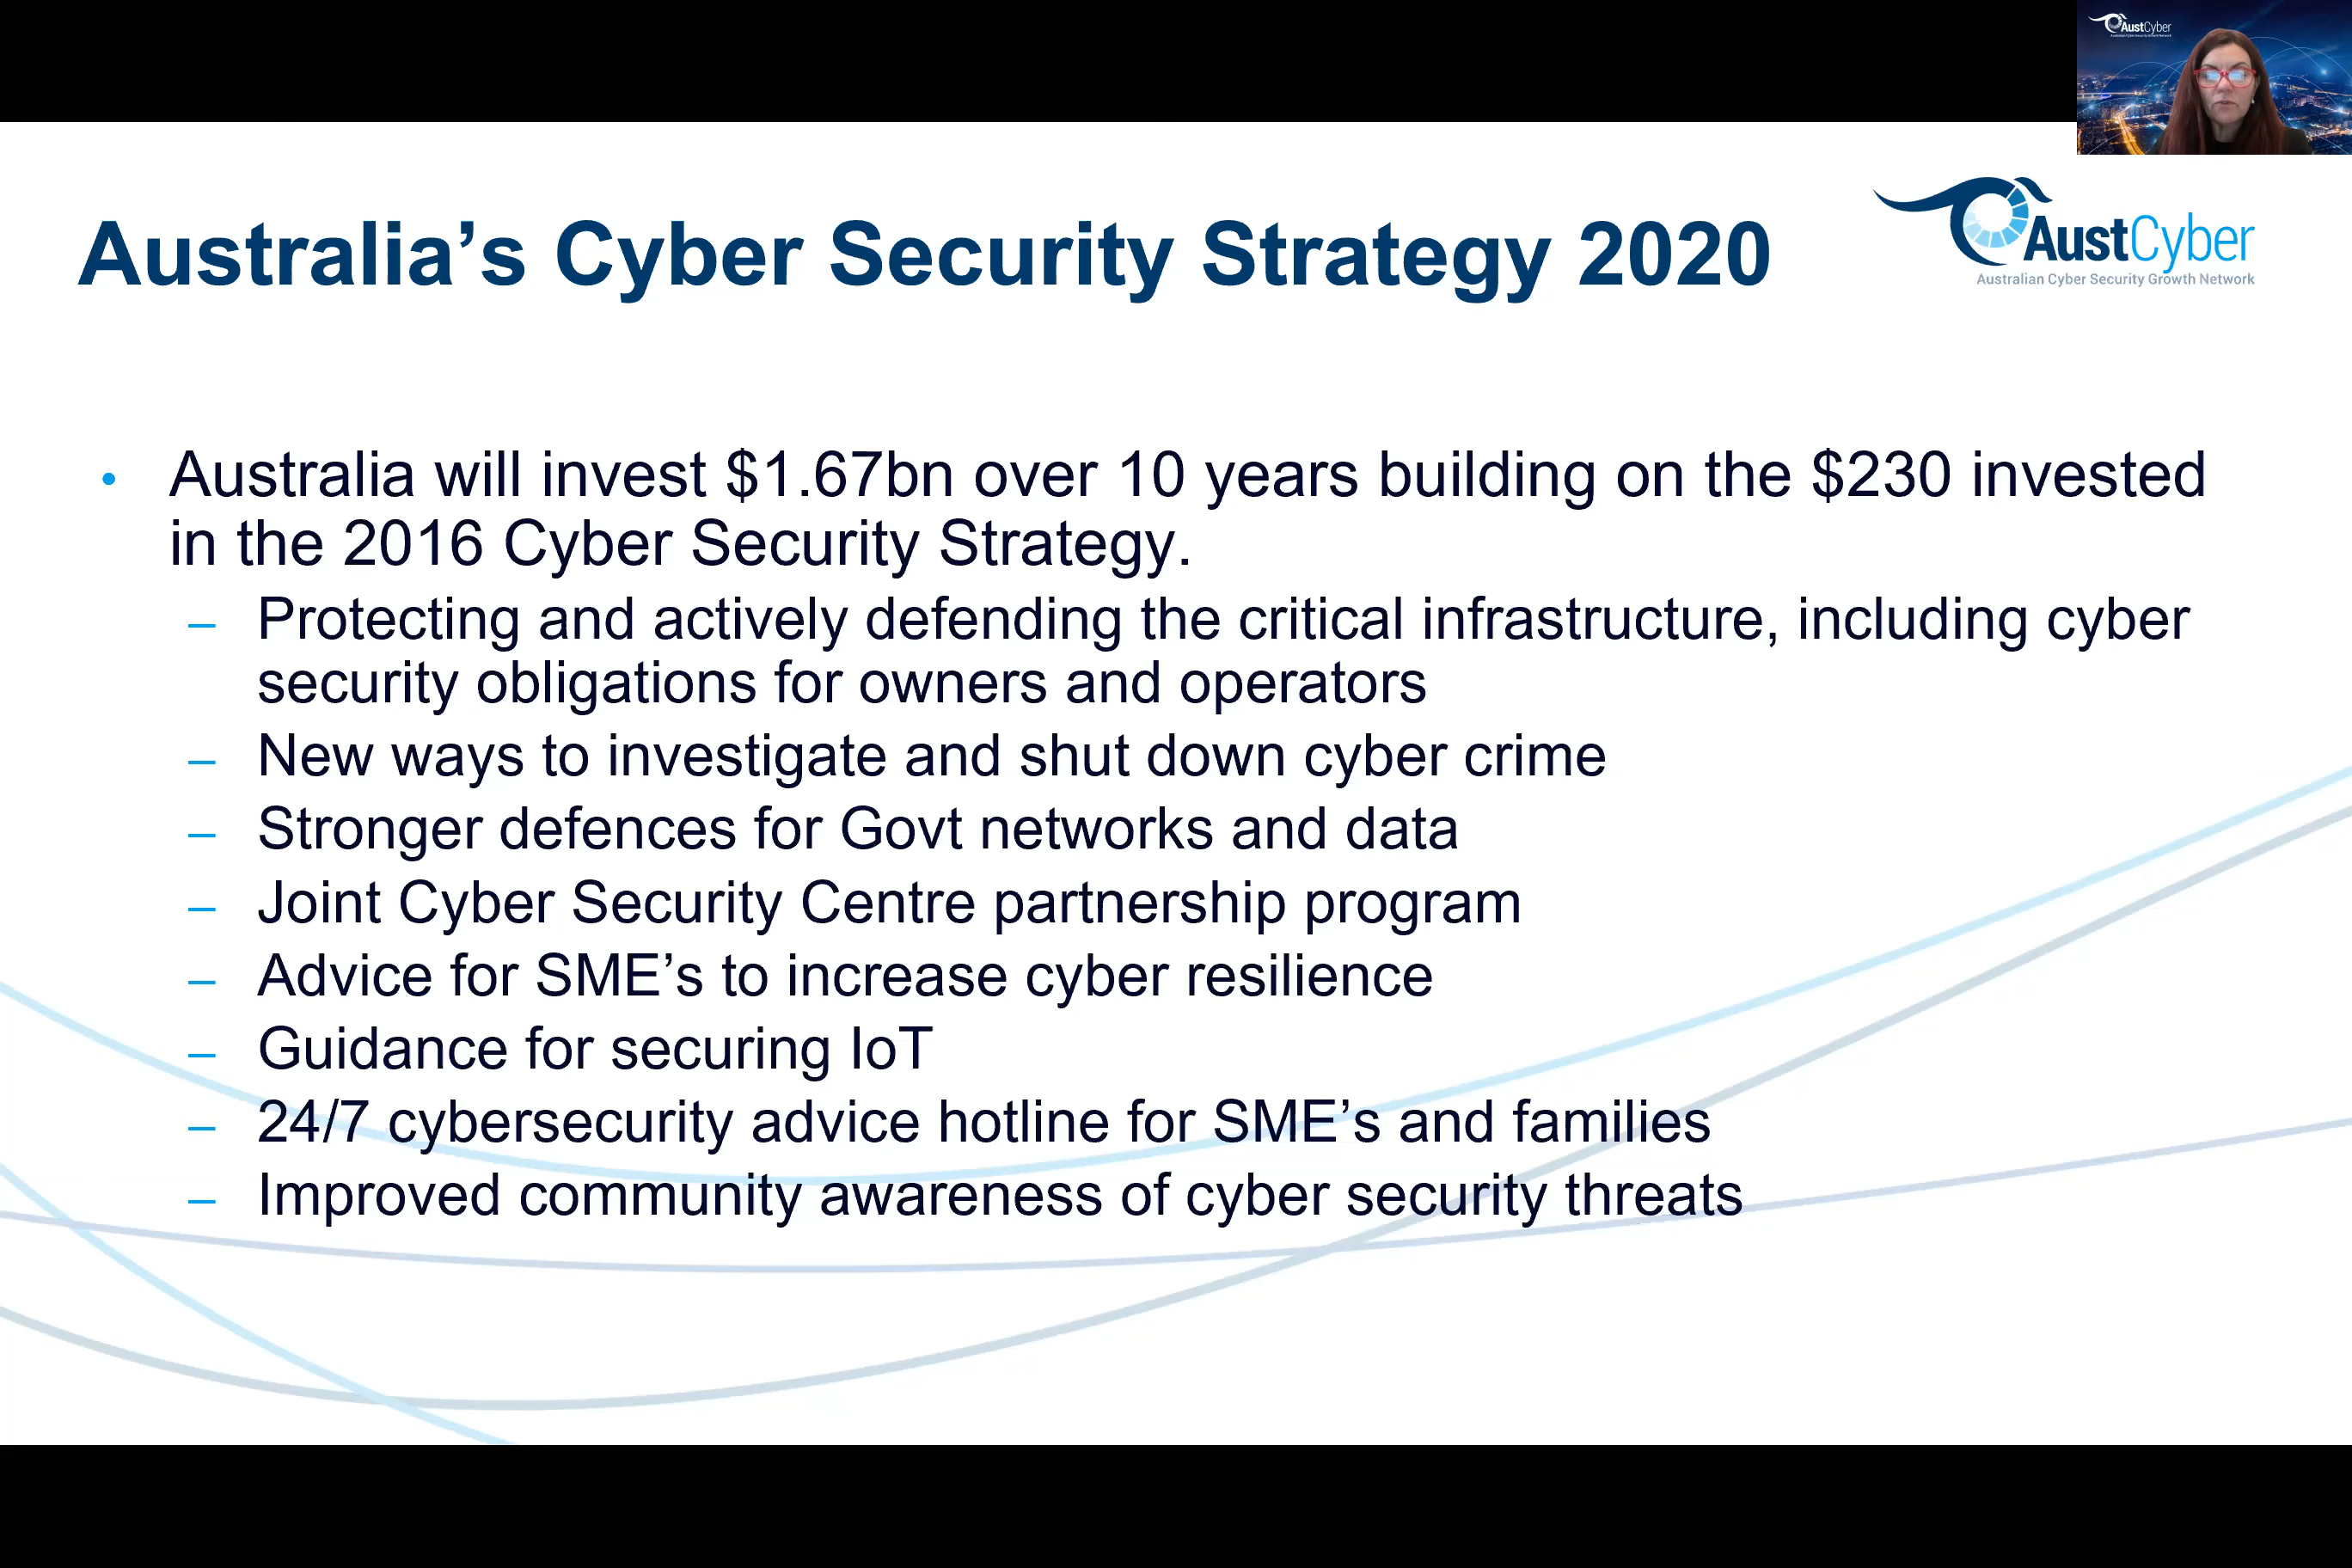 AustCyber
Australia’s Cyber Security Strategy 2020
AustCyber
Australian Cyber Security Growth Network
• Australia will invest $1.67bn over 10 years building on the $230 invested
in the 2016 Cyber Security Strategy.
– Protecting and actively defending the critical infrastructure, including cyber
security obligations for owners and operators
– New ways to investigate and shut down cyber crime
– Stronger defences for Govt networks and data
– Joint Cyber Security Centre partnership program
– Advice for SME’s to increase cyber resilience
– Guidance for securing IoT
– 24/7 cybersecurity advice hotline for SME’s and families
– Improved community awareness of cyber security threats